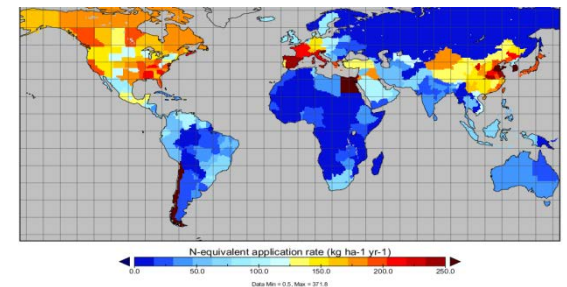 N-equivalent application rate (kg ha-1 yr-1)
0.0 50.0 100.0 150.0 200.0 250.0
Data Min = 0.5, Max = 371.8